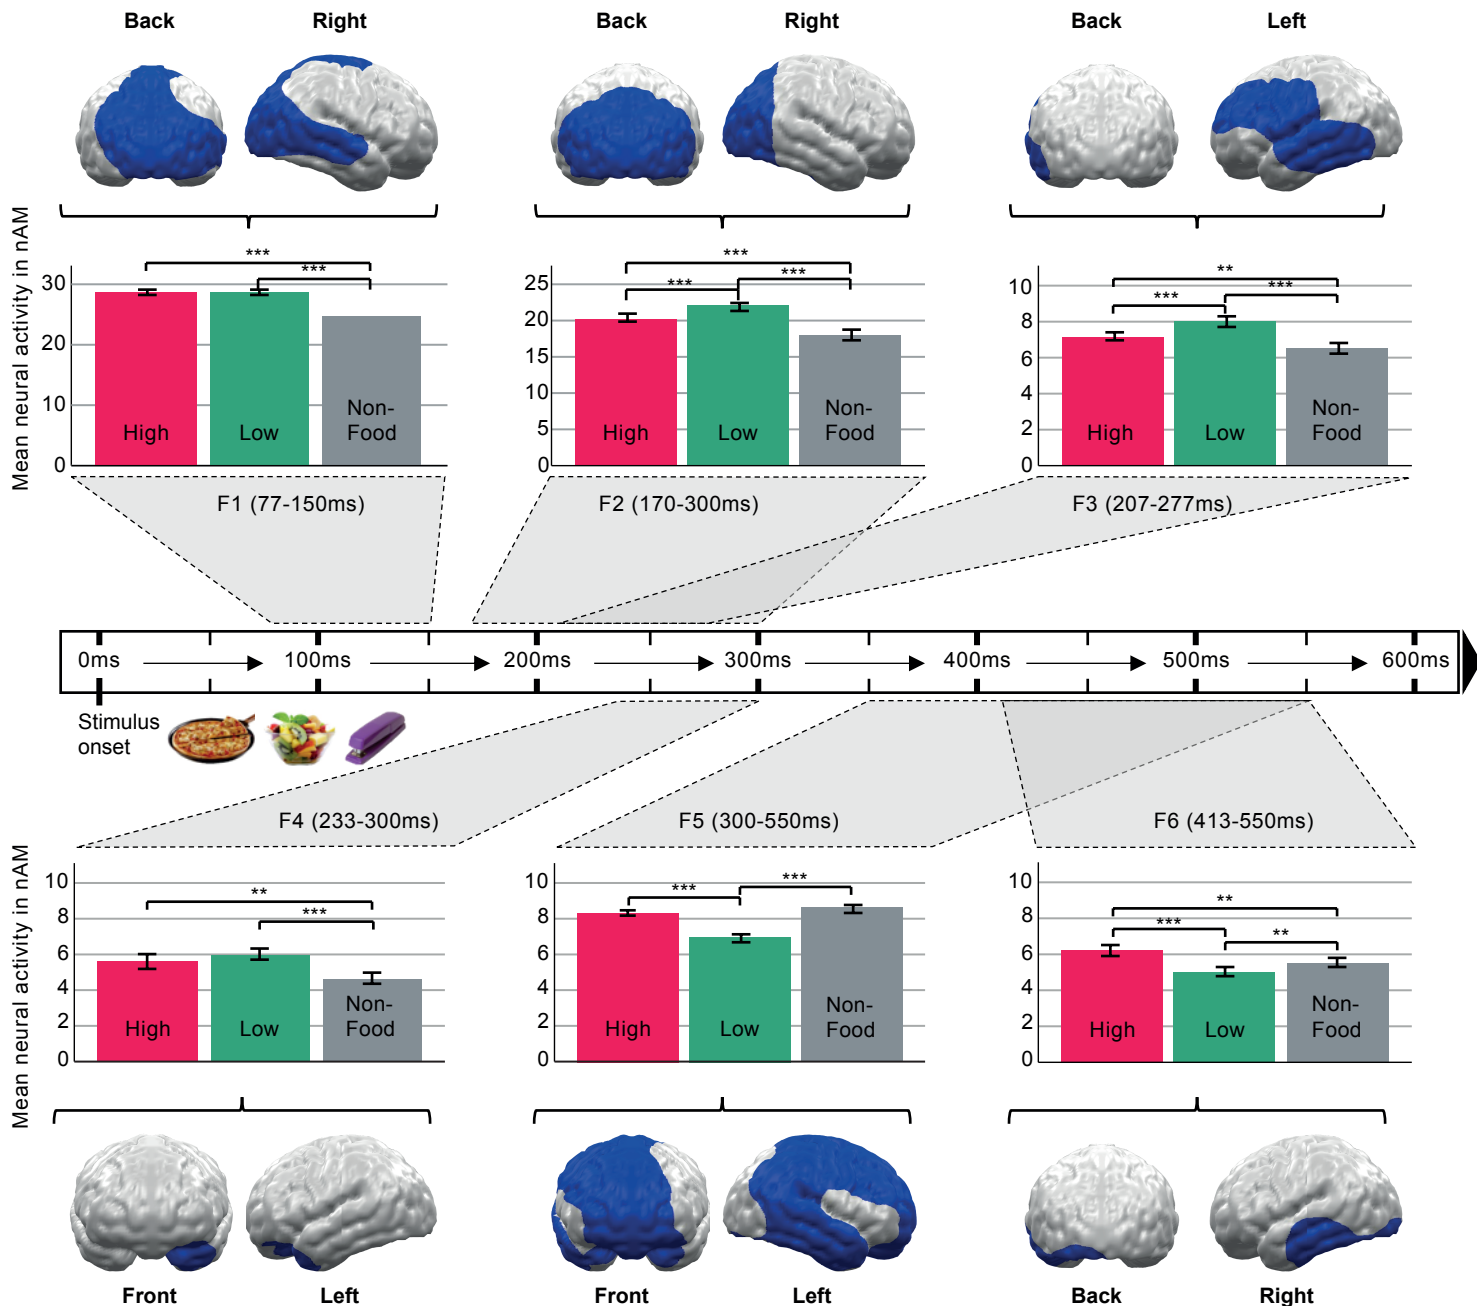 Back Right Back Right Back Left
Mean neural activity in nAM
*** *** **
*** *** *** *** ***
30 20 10 0
High Low Non-Food
25 20 15 10 5 0
High Low Non-Food
10 8 6 4 2 0
High Low Non-Food
F1 (77-150ms) F2 (170-300ms) F3 (207-277ms)
0ms 100ms 200ms 300ms 400ms 500ms 600ms
Stimulus
onset
F4 (233-300ms) F5 (300-550ms) F6 (413-550ms)
Mean neural activity in nAM
** ***
10 8 6 4 2 0
High Low Non-Food
*** ***
10 8 6 4 2 0
High Low Non-Food
** *** **
10 8 6 4 2 0
High Low Non-Food
Front Left Front Left Back Right